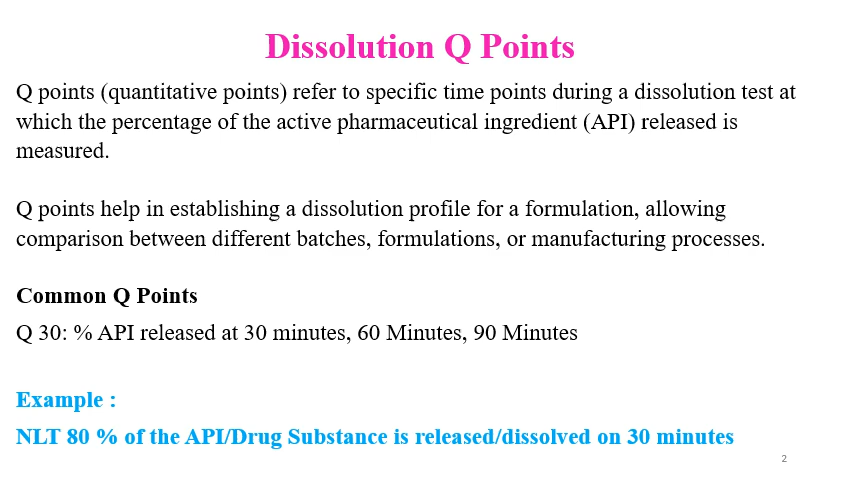 Dissolution Q Points
Q points (quantitative points) refer to specific time points during a dissolution test at
which the percentage of the active pharmaceutical ingredient (API) released is
measured.
Q points help in establishing a dissolution profile for a formulation, allowing
comparison between different batches, formulations, or manufacturing processes.
Common Q Points
Q 30: % API released at 30 minutes, 60 Minutes, 90 Minutes
Example :
NLT 80 % of the API/Drug Substance is released/dissolved on 30 minutes
2